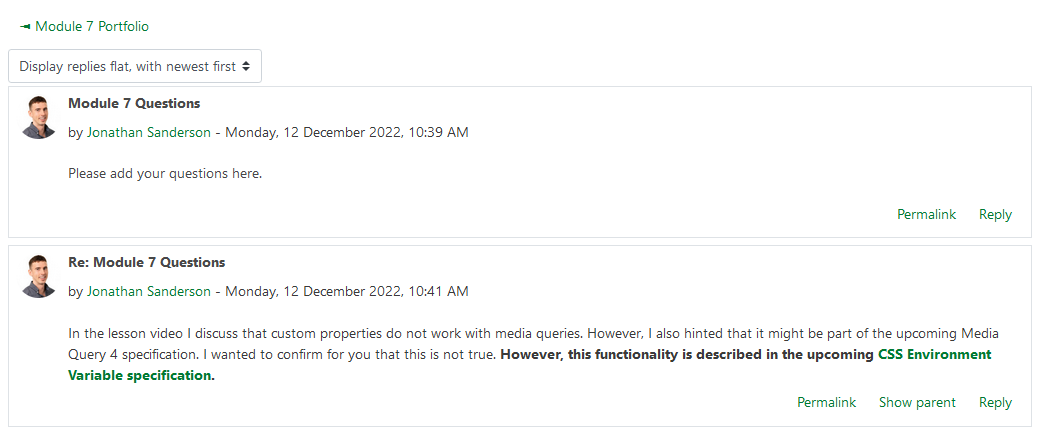 Module 7 Portfolio
Display replies flat, with newest first
Module 7 Questions
by Jonathan Sanderson - Monday, 12 December 2022, 10:39 AM
Please add your questions here.
Permalink Reply
Re: Module 7 Questions
by Jonathan Sanderson - Monday, 12 December 2022, 10:41 AM
In the lesson video I discuss that custom properties do not work with media queries. However, I also hinted that it might be part of the upcoming Media
Query 4 specification. I wanted to confirm for you that this is not true. However, this functionality is described in the upcoming CSS Environment
Variable specification.
Permalink Show parent Reply